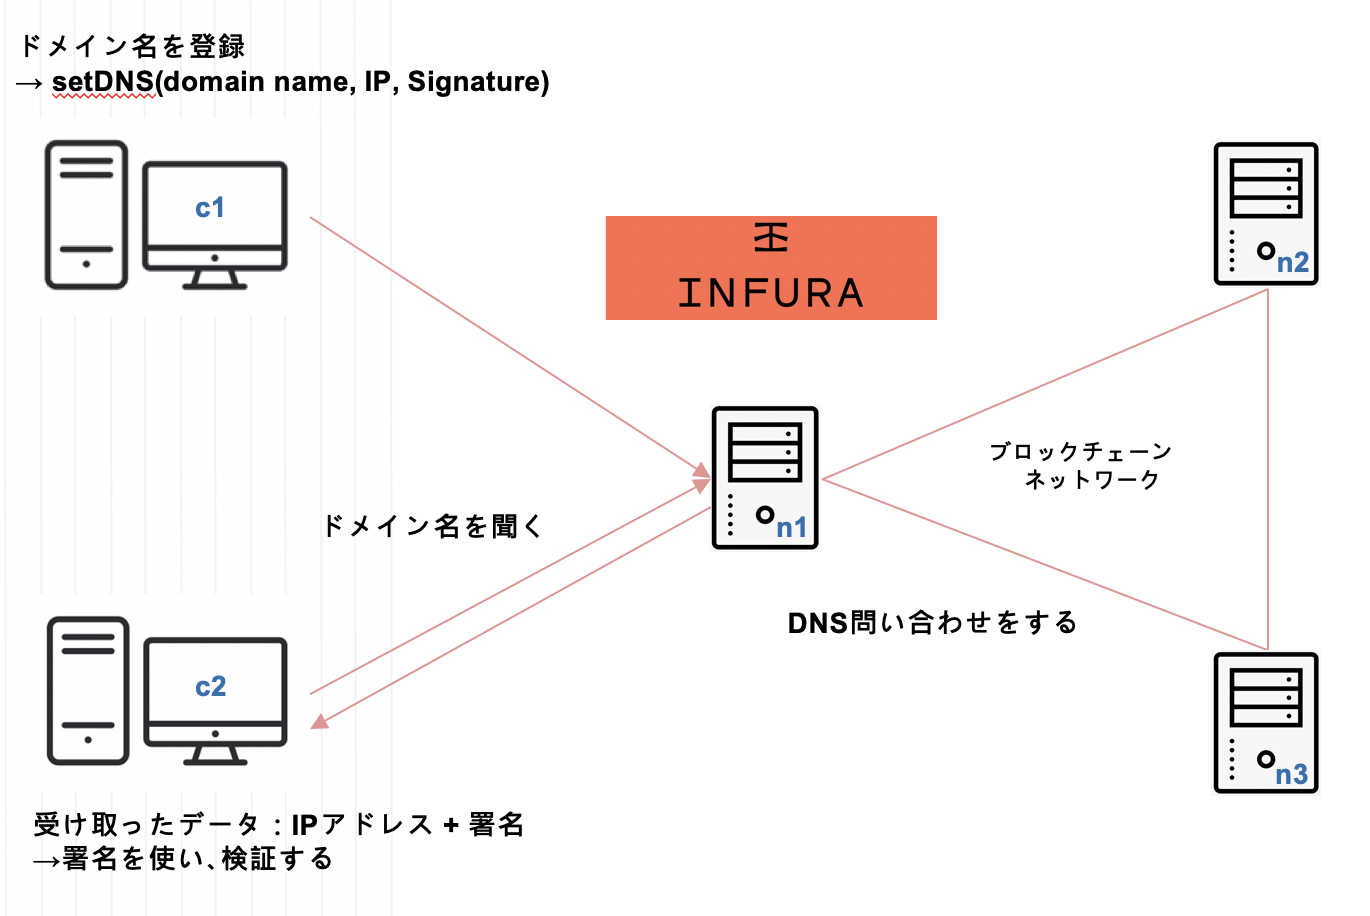 ドメイン名を登録
→ setDNS(domain name, IP, Signature)
c1
INFURA
n2
ブロックチェーン
ネットワーク
ドメイン名を聞く
n1
DNS問い合わせをする
c2
n3
受け取ったデータ：IPアドレス + 署名
→署名を使い、検証する